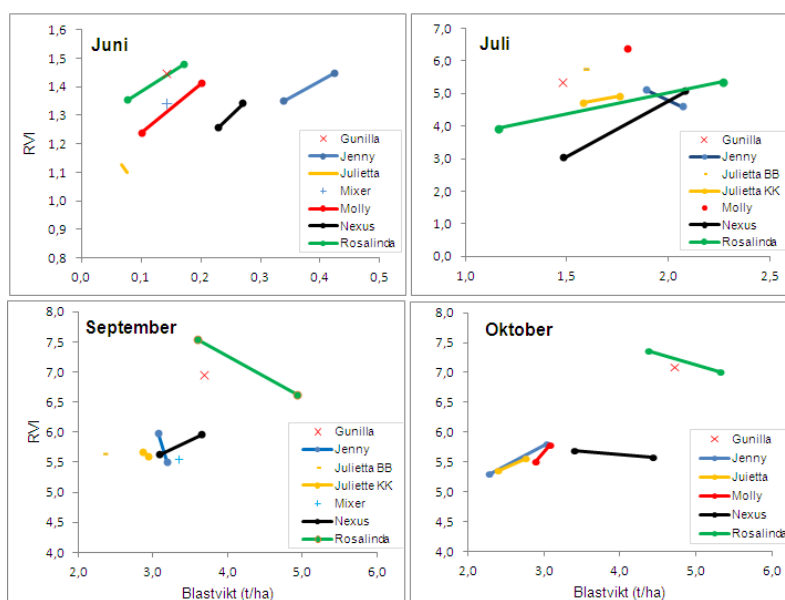 Juni
RVI
1,6
1,5
1,4
1,3
1,2
1,1
1,0
0,9
0,8
0,0 0,1 0,2 0,3 0,4 0,5
Gunilla
Jenny
Julietta
Mixer
Molly
Nexus
Rosalinda
Juli
7,0
6,0
5,0
4,0
3,0
2,0
1,0
0,0
1,0 1,5 2,0 2,5
Gunilla
Jenny
Julietta BB
Julietta KK
Molly
Nexus
Rosalinda
September
RVI
8,0
7,5
7,0
6,5
6,0
5,5
5,0
4,5
4,0
2,0 3,0 4,0 5,0 6,0
Blastvikt (t/ha)
Gunilla
Jenny
Julietta BB
Juliette KK
Mixer
Nexus
Rosalinda
Oktober
8,0
7,5
7,0
6,5
6,0
5,5
5,0
4,5
4,0
2,0 3,0 4,0 5,0 6,0
Blastvikt (t/ha)
Gunilla
Jenny
Juietta
Molly
Nexus
Rosalinda